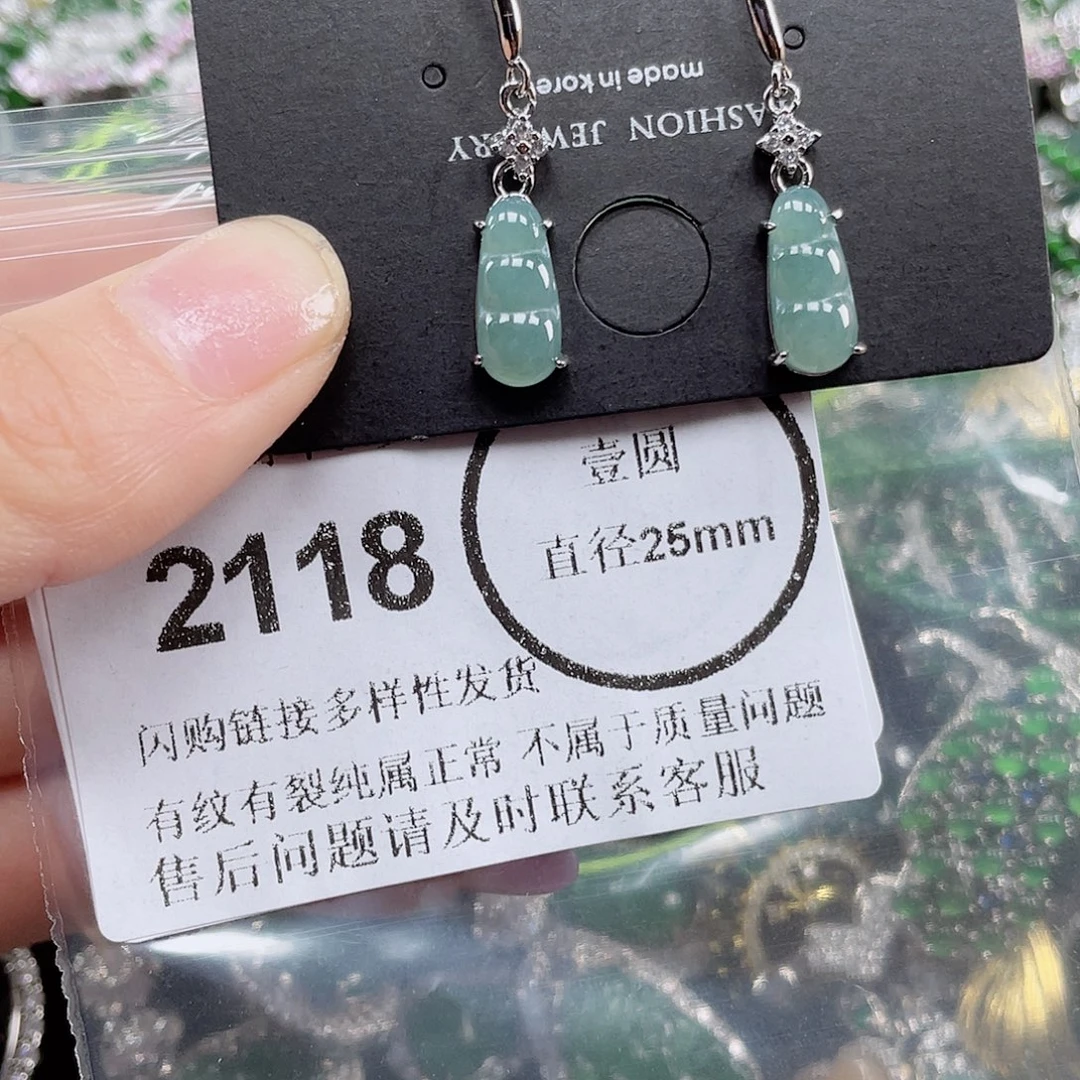 made in kore
FASHION JEWELRY
壹圆
直径25mm
2118
闪购链接多样性发货
有纹有裂纯属正常 不属于质量问题
售后问题请及时联系客服